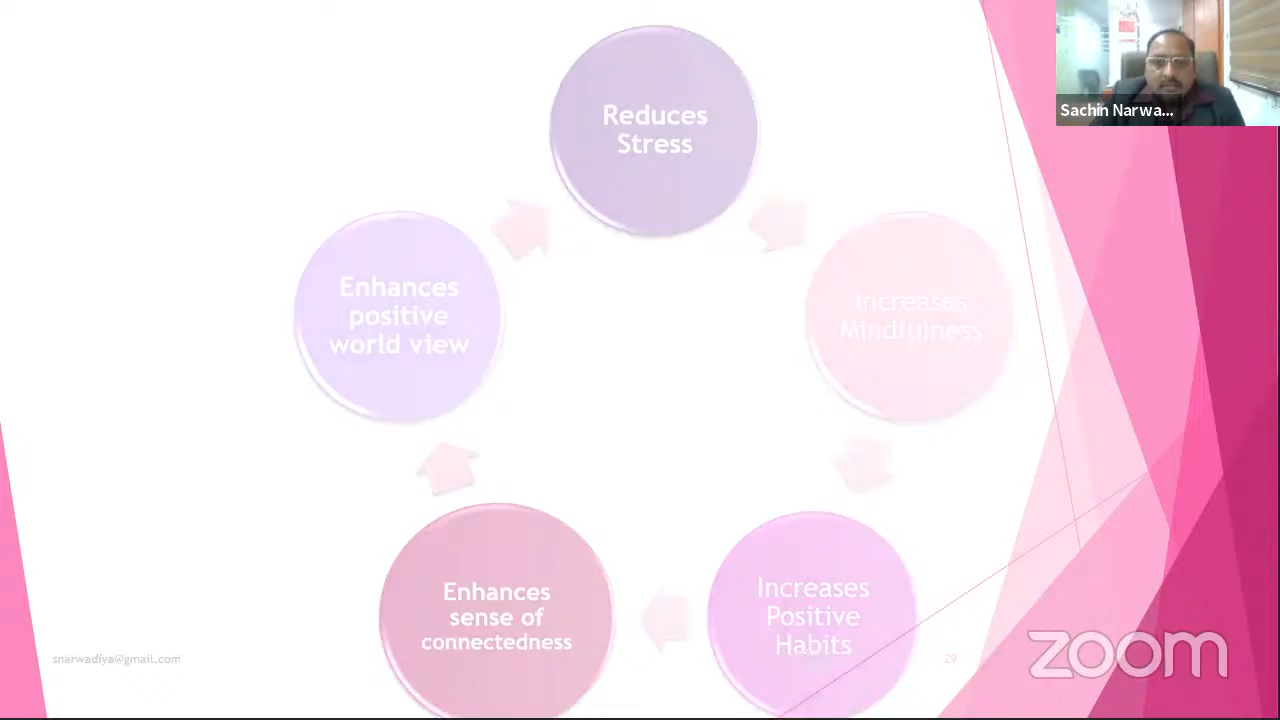 Sachin Narwa...
Reduces
Stress
Increases
Mindfulness
Enhances
positive
world view
Increases
Positive
Habits
Enhances
sense of
connectedness
snarwadiya@gmail.com
29
zoom